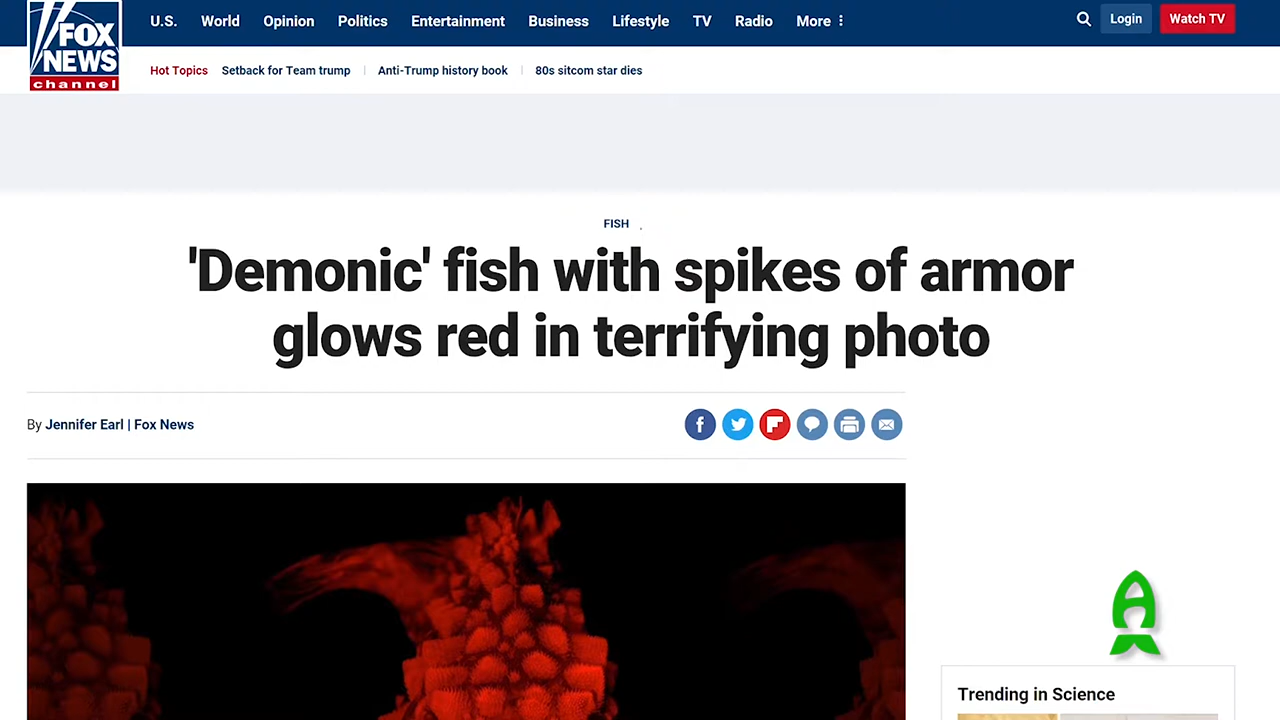 FOX
NEWS
channel
U.S. World Opinion Politics Entertainment Business Lifestyle TV Radio More
Login
Watch TV
Hot Topics Setback for Team trump Anti-Trump history book 80s sitcom star dies
FISH
'Demonic' fish with spikes of armor
glows red in terrifying photo
By Jennifer Earl | Fox News
Trending in Science